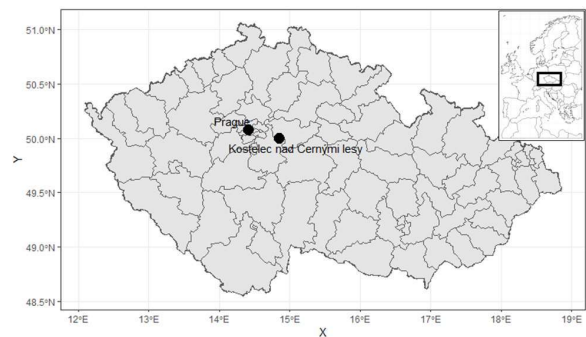 51.0°N
50.5°N
50.0°N
49.5°N
49.0°N
48.5°N
Y
Prague
Kostelec nad Cernymi lesy
12°E 13°E 14°E 15°E 16°E 17°E 18°E 19°E
X